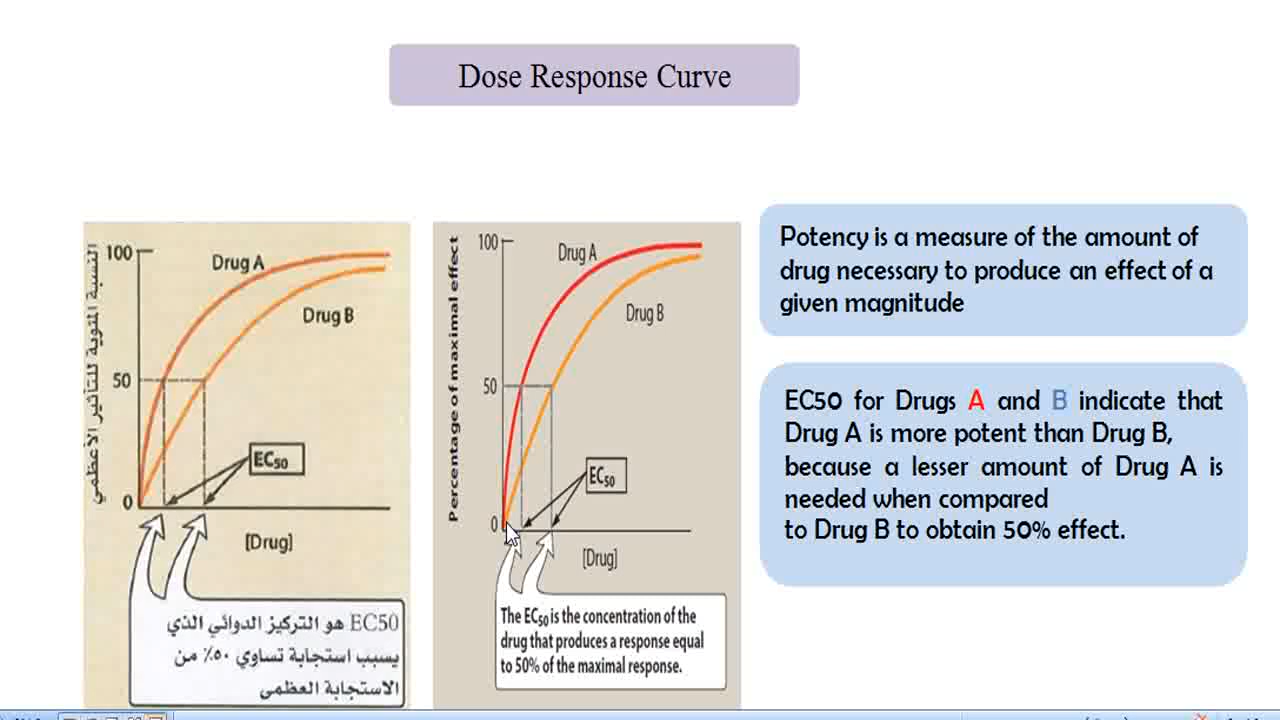 Dose Response Curve
النسبة المئوية للتأثير الأعظمي
100
50
0
Drug A
Drug B
EC50
[Drug]
EC50 هو التركيز الدوائي الذي
يسبب استجابة تساوي ٥٠٪ من
الاستجابة العظمى
Percentage of maximal effect
100
50
0
Drug A
Drug B
EC50
[Drug]
The EC50 is the concentration of the
drug that produces a response equal
to 50% of the maximal response.
Potency is a measure of the amount of
drug necessary to produce an effect of a
given magnitude
EC50 for Drugs A and B indicate that
Drug A is more potent than Drug B,
because a lesser amount of Drug A is
needed when compared
to Drug B to obtain 50% effect.